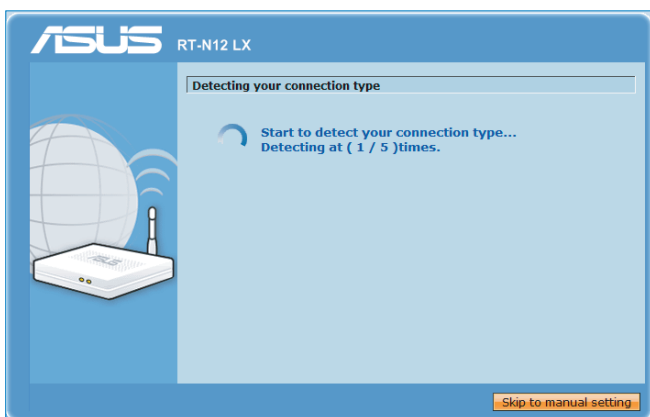 ASUS RT-N12 LX
Detecting your connection type
Start to detect your connection type...
Detecting at ( 1 / 5 )times.
ASUS
Skip to manual setting